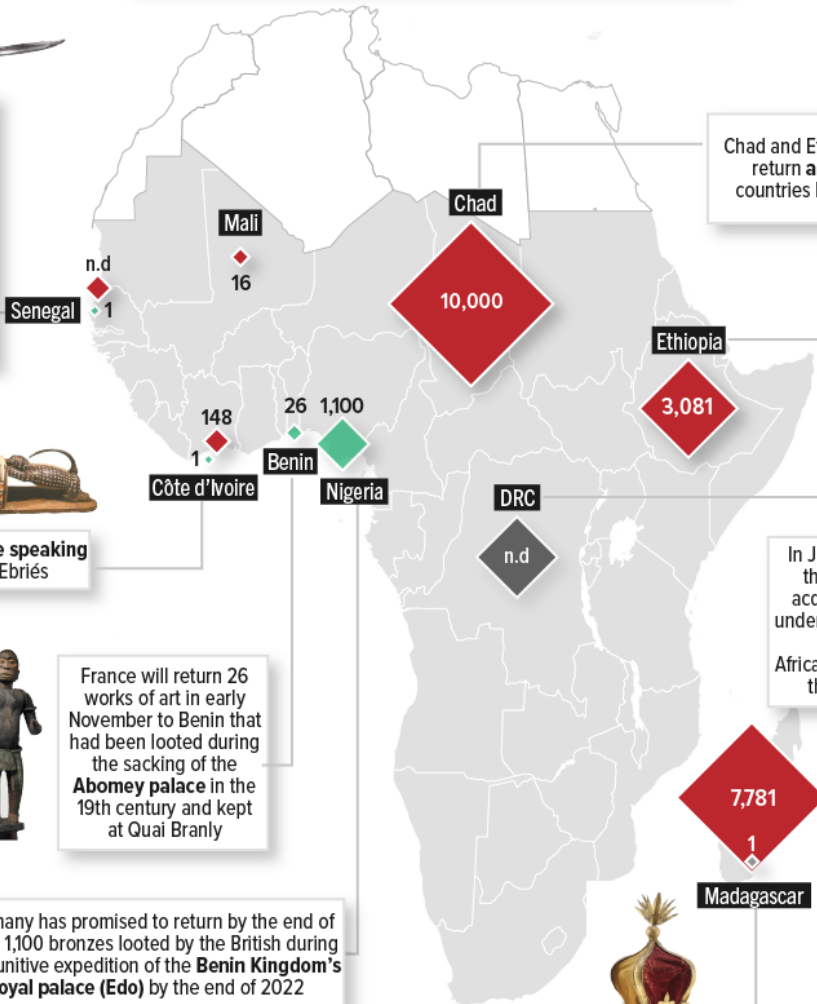 Chad and Et
return a
countries
Chad
Mali
n.d
16
10,000
Senegal
1
Ethiopia
3,081
148
26
1,100
1
Benin
Côte d'Ivoire
Nigeria
DRC
n.d
e speaking
Ebriés
In J
th
acc
under
Africa
th
France will return 26
works of art in early
November to Benin that
had been looted during
the sacking of the
Abomey palace in the
19th century and kept
at Quai Branly
7,781
1
Madagascar
many has promised to return by the end of
1,100 bronzes looted by the British during
unitive expedition of the Benin Kingdom's
oyal palace (Edo) by the end of 2022